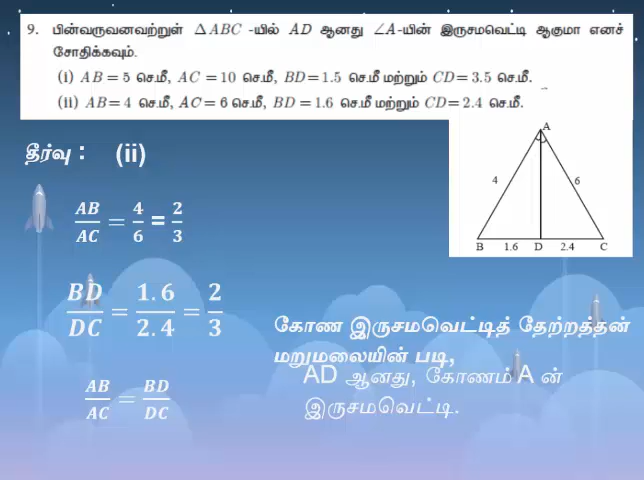 9. பின்வருவனவற்றுள் ΔABC -யில் AD ஆனது ∠A-யின் இருசமவெட்டி ஆகுமா எனச்
சோதிக்கவும்.
(i) AB = 5 செ.மீ, AC = 10 செ.மீ, BD = 1.5 செ.மீ மற்றும் CD = 3.5 செ.மீ.
(ii) AB = 4 செ.மீ, AC = 6 செ.மீ, BD = 1.6 செ.மீ மற்றும் CD = 2.4 செ.மீ.
தீர்வு : (ii)
AB/AC = 4/6 = 2/3
BD/DC = 1.6/2.4 = 2/3
AB/AC = BD/DC
A
4 6
B 1.6 D 2.4 C
கோண இருசமவெட்டித் தேற்றத்தன்
மறுமலையின் படி,
AD ஆனது, கோணம் A ன்
இருசமவெட்டி.